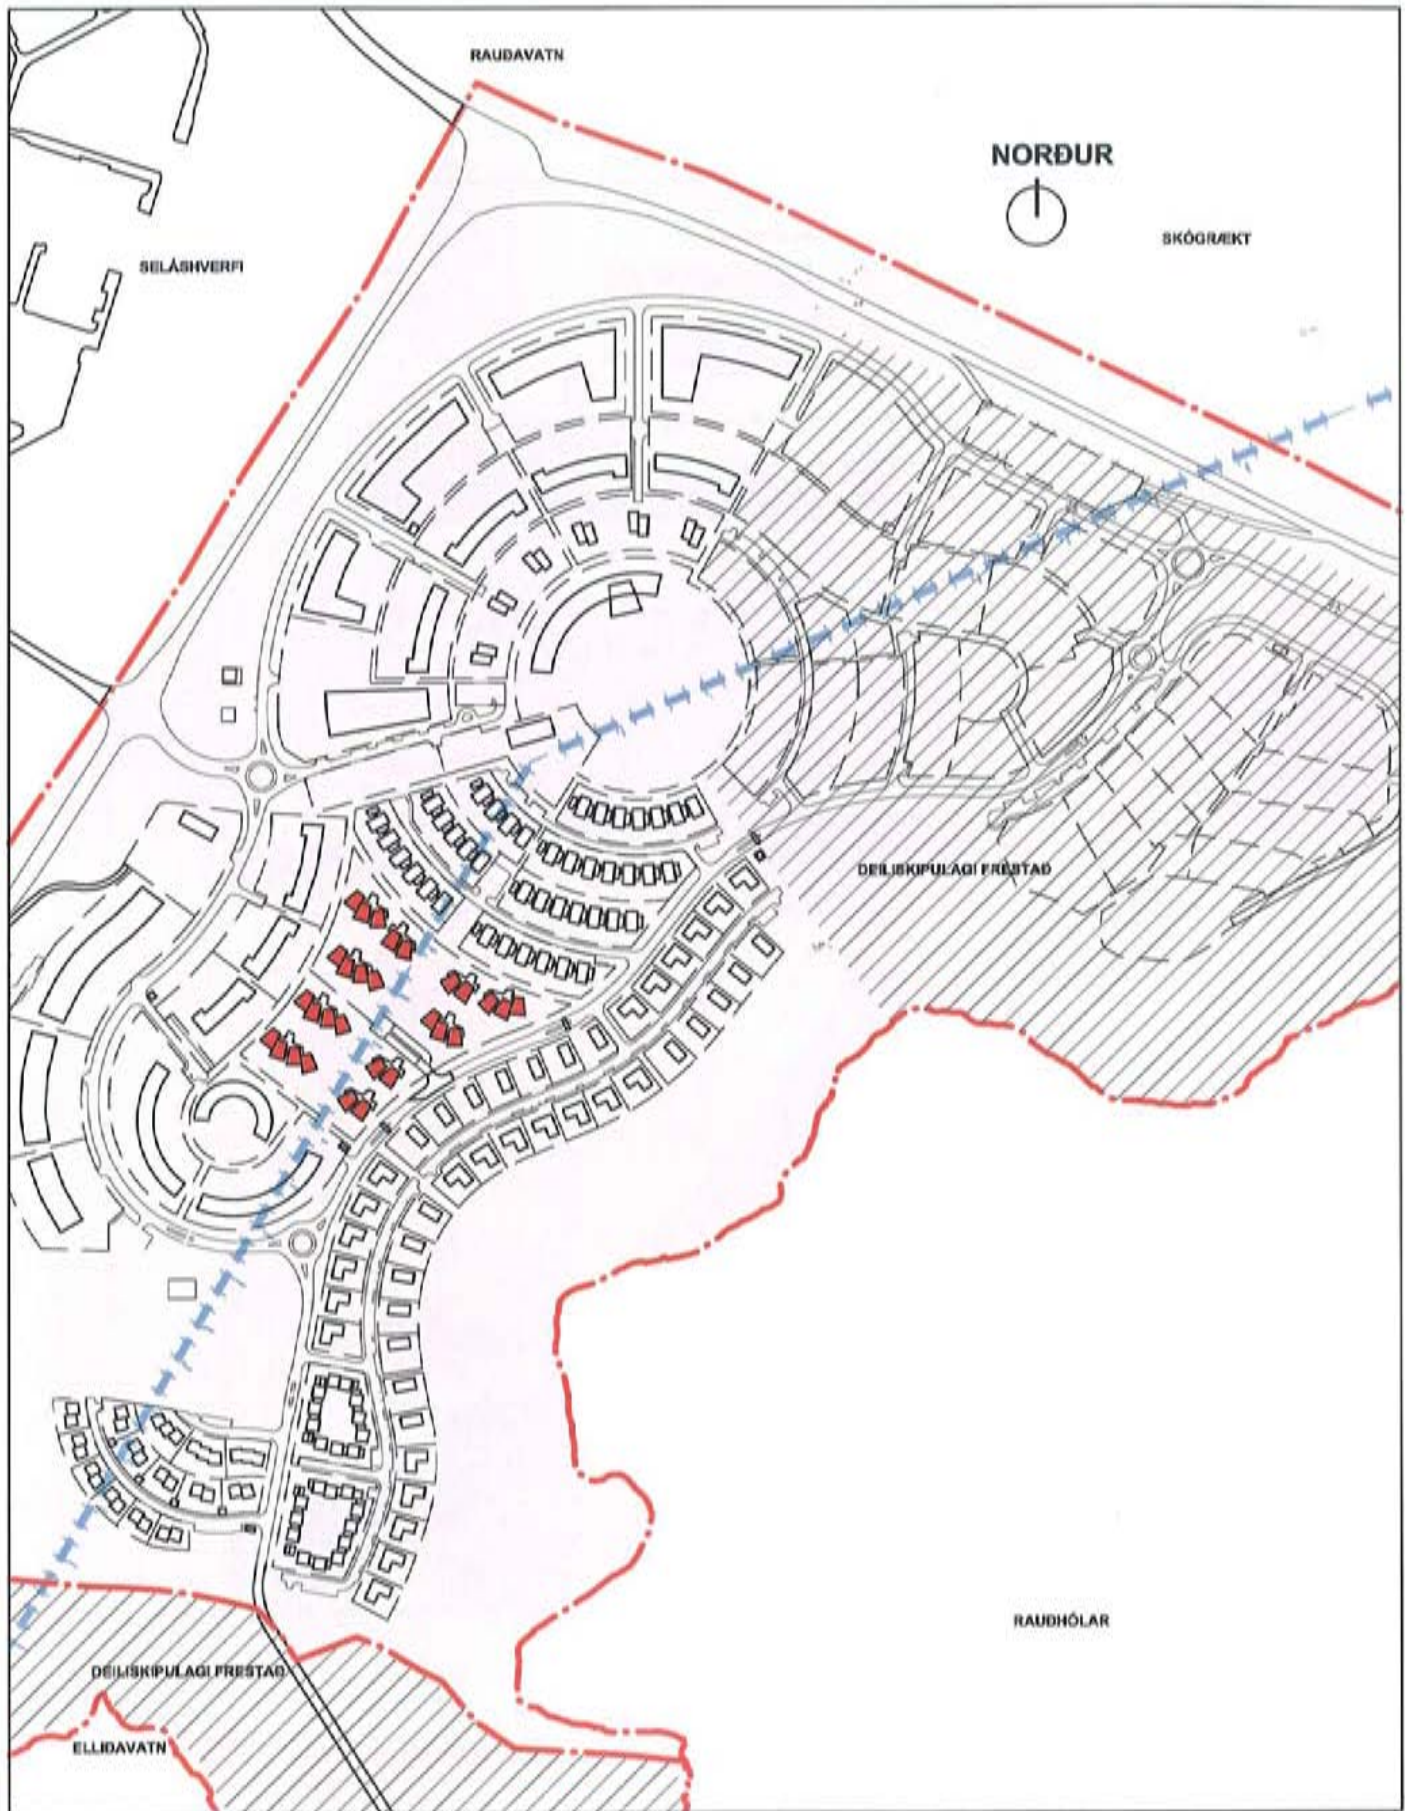 RAUÐAVATN
NORÐUR
SKÓGRÆKT
SELÁSHVERFI
DEILISKIPULAGI FRESTAÐ
RAUÐHÓLAR
DEILISKIPULAGI FRESTAÐ
ELLIÐAVATN